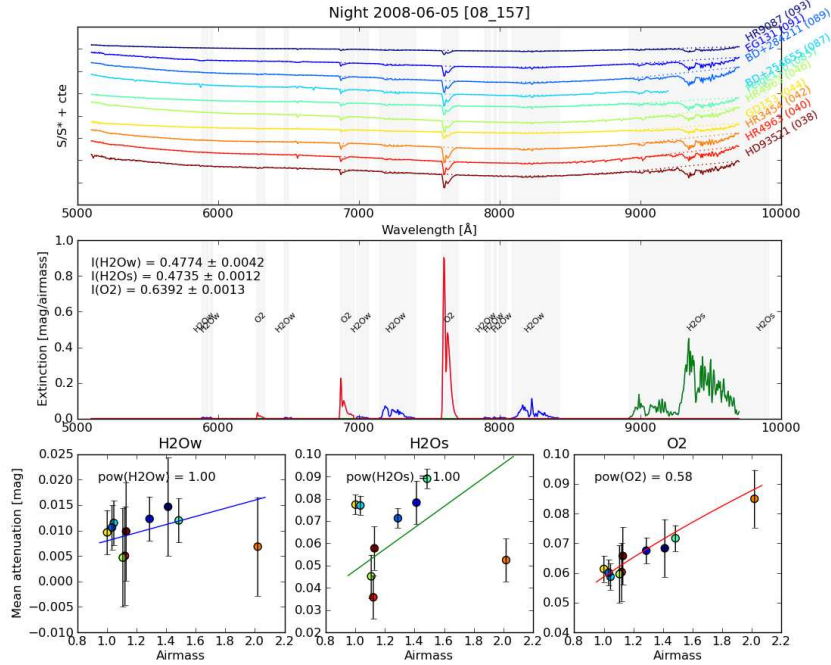 Night 2008-06-05 [08_157]
S/S* + cte
HR9087 (093)
EG131 (091)
BD+284211 (089)
BD+254655 (087)
(044)
HR3454 (042)
HR4963 (040)
HD93521 (038)
5000 6000 7000 8000 9000 10000
Wavelength [Å]
Extinction [mag/airmass]
1.0
0.8
0.6
0.4
0.2
0.0
I(H2Ow) = 0.4774 ± 0.0042
I(H2Os) = 0.4735 ± 0.0012
I(O2) = 0.6392 ± 0.0013
H2Ow H2Ow O2 H2Ow O2 H2Ow O2 H2Ow H2Ow H2Ow H2Ow H2Os H2Os
5000 6000 7000 8000 9000 10000
H2Ow
Mean attenuation [mag]
pow(H2Ow) = 1.00
0.025
0.020
0.015
0.010
0.005
0.000
−0.005
−0.010
0.8 1.0 1.2 1.4 1.6 1.8 2.0 2.2
Airmass
H2Os
pow(H2Os) = 1.00
0.10
0.09
0.08
0.07
0.06
0.05
0.04
0.03
0.02
0.8 1.0 1.2 1.4 1.6 1.8 2.0 2.2
Airmass
O2
pow(O2) = 0.58
0.10
0.09
0.08
0.07
0.06
0.05
0.04
0.8 1.0 1.2 1.4 1.6 1.8 2.0 2.2
Airmass